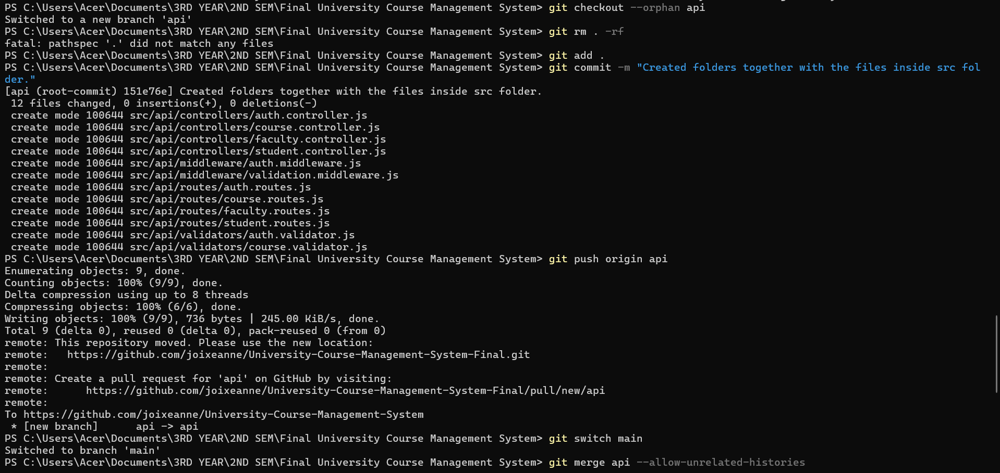 PS C:\Users\Acer\Documents\3RD YEAR\2ND SEM\Final University Course Management System> git checkout --orphan api
Switched to a new branch 'api'
PS C:\Users\Acer\Documents\3RD YEAR\2ND SEM\Final University Course Management System> git rm . -rf
fatal: pathspec '.' did not match any files
PS C:\Users\Acer\Documents\3RD YEAR\2ND SEM\Final University Course Management System> git add .
PS C:\Users\Acer\Documents\3RD YEAR\2ND SEM\Final University Course Management System> git commit -m "Created folders together with the files inside src fol
der."
[api (root-commit) 151e76e] Created folders together with the files inside src folder.
 12 files changed, 0 insertions(+), 0 deletions(-)
 create mode 100644 src/api/controllers/auth.controller.js
 create mode 100644 src/api/controllers/course.controller.js
 create mode 100644 src/api/controllers/faculty.controller.js
 create mode 100644 src/api/controllers/student.controller.js
 create mode 100644 src/api/middleware/auth.middleware.js
 create mode 100644 src/api/middleware/validation.middleware.js
 create mode 100644 src/api/routes/auth.routes.js
 create mode 100644 src/api/routes/course.routes.js
 create mode 100644 src/api/routes/faculty.routes.js
 create mode 100644 src/api/routes/student.routes.js
 create mode 100644 src/api/validators/auth.validator.js
 create mode 100644 src/api/validators/course.validator.js
PS C:\Users\Acer\Documents\3RD YEAR\2ND SEM\Final University Course Management System> git push origin api
Enumerating objects: 9, done.
Counting objects: 100% (9/9), done.
Delta compression using up to 8 threads
Compressing objects: 100% (6/6), done.
Writing objects: 100% (9/9), 736 bytes | 245.00 KiB/s, done.
Total 9 (delta 0), reused 0 (delta 0), pack-reused 0 (from 0)
remote: This repository moved. Please use the new location:
remote:   https://github.com/joixeanne/University-Course-Management-System-Final.git
remote:
remote: Create a pull request for 'api' on GitHub by visiting:
remote:      https://github.com/joixeanne/University-Course-Management-System-Final/pull/new/api
remote:
To https://github.com/joixeanne/University-Course-Management-System
 * [new branch]      api -> api
PS C:\Users\Acer\Documents\3RD YEAR\2ND SEM\Final University Course Management System> git switch main
Switched to branch 'main'
PS C:\Users\Acer\Documents\3RD YEAR\2ND SEM\Final University Course Management System> git merge api --allow-unrelated-histories